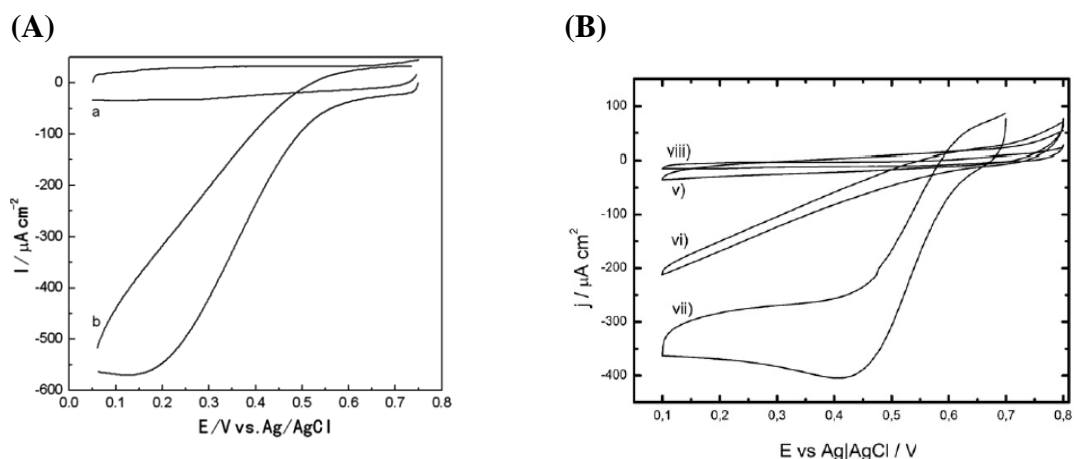 (A)
0
-100
-200
-300
-400
-500
-600
a
b
I / μA cm⁻²
0.0 0.1 0.2 0.3 0.4 0.5 0.6 0.7 0.8
E/V vs. Ag/AgCl
(B)
100
0
-100
-200
-300
-400
viii)
v)
vi)
vii)
j / μA cm²
0,1 0,2 0,3 0,4 0,5 0,6 0,7 0,8
E vs Ag|AgCl / V